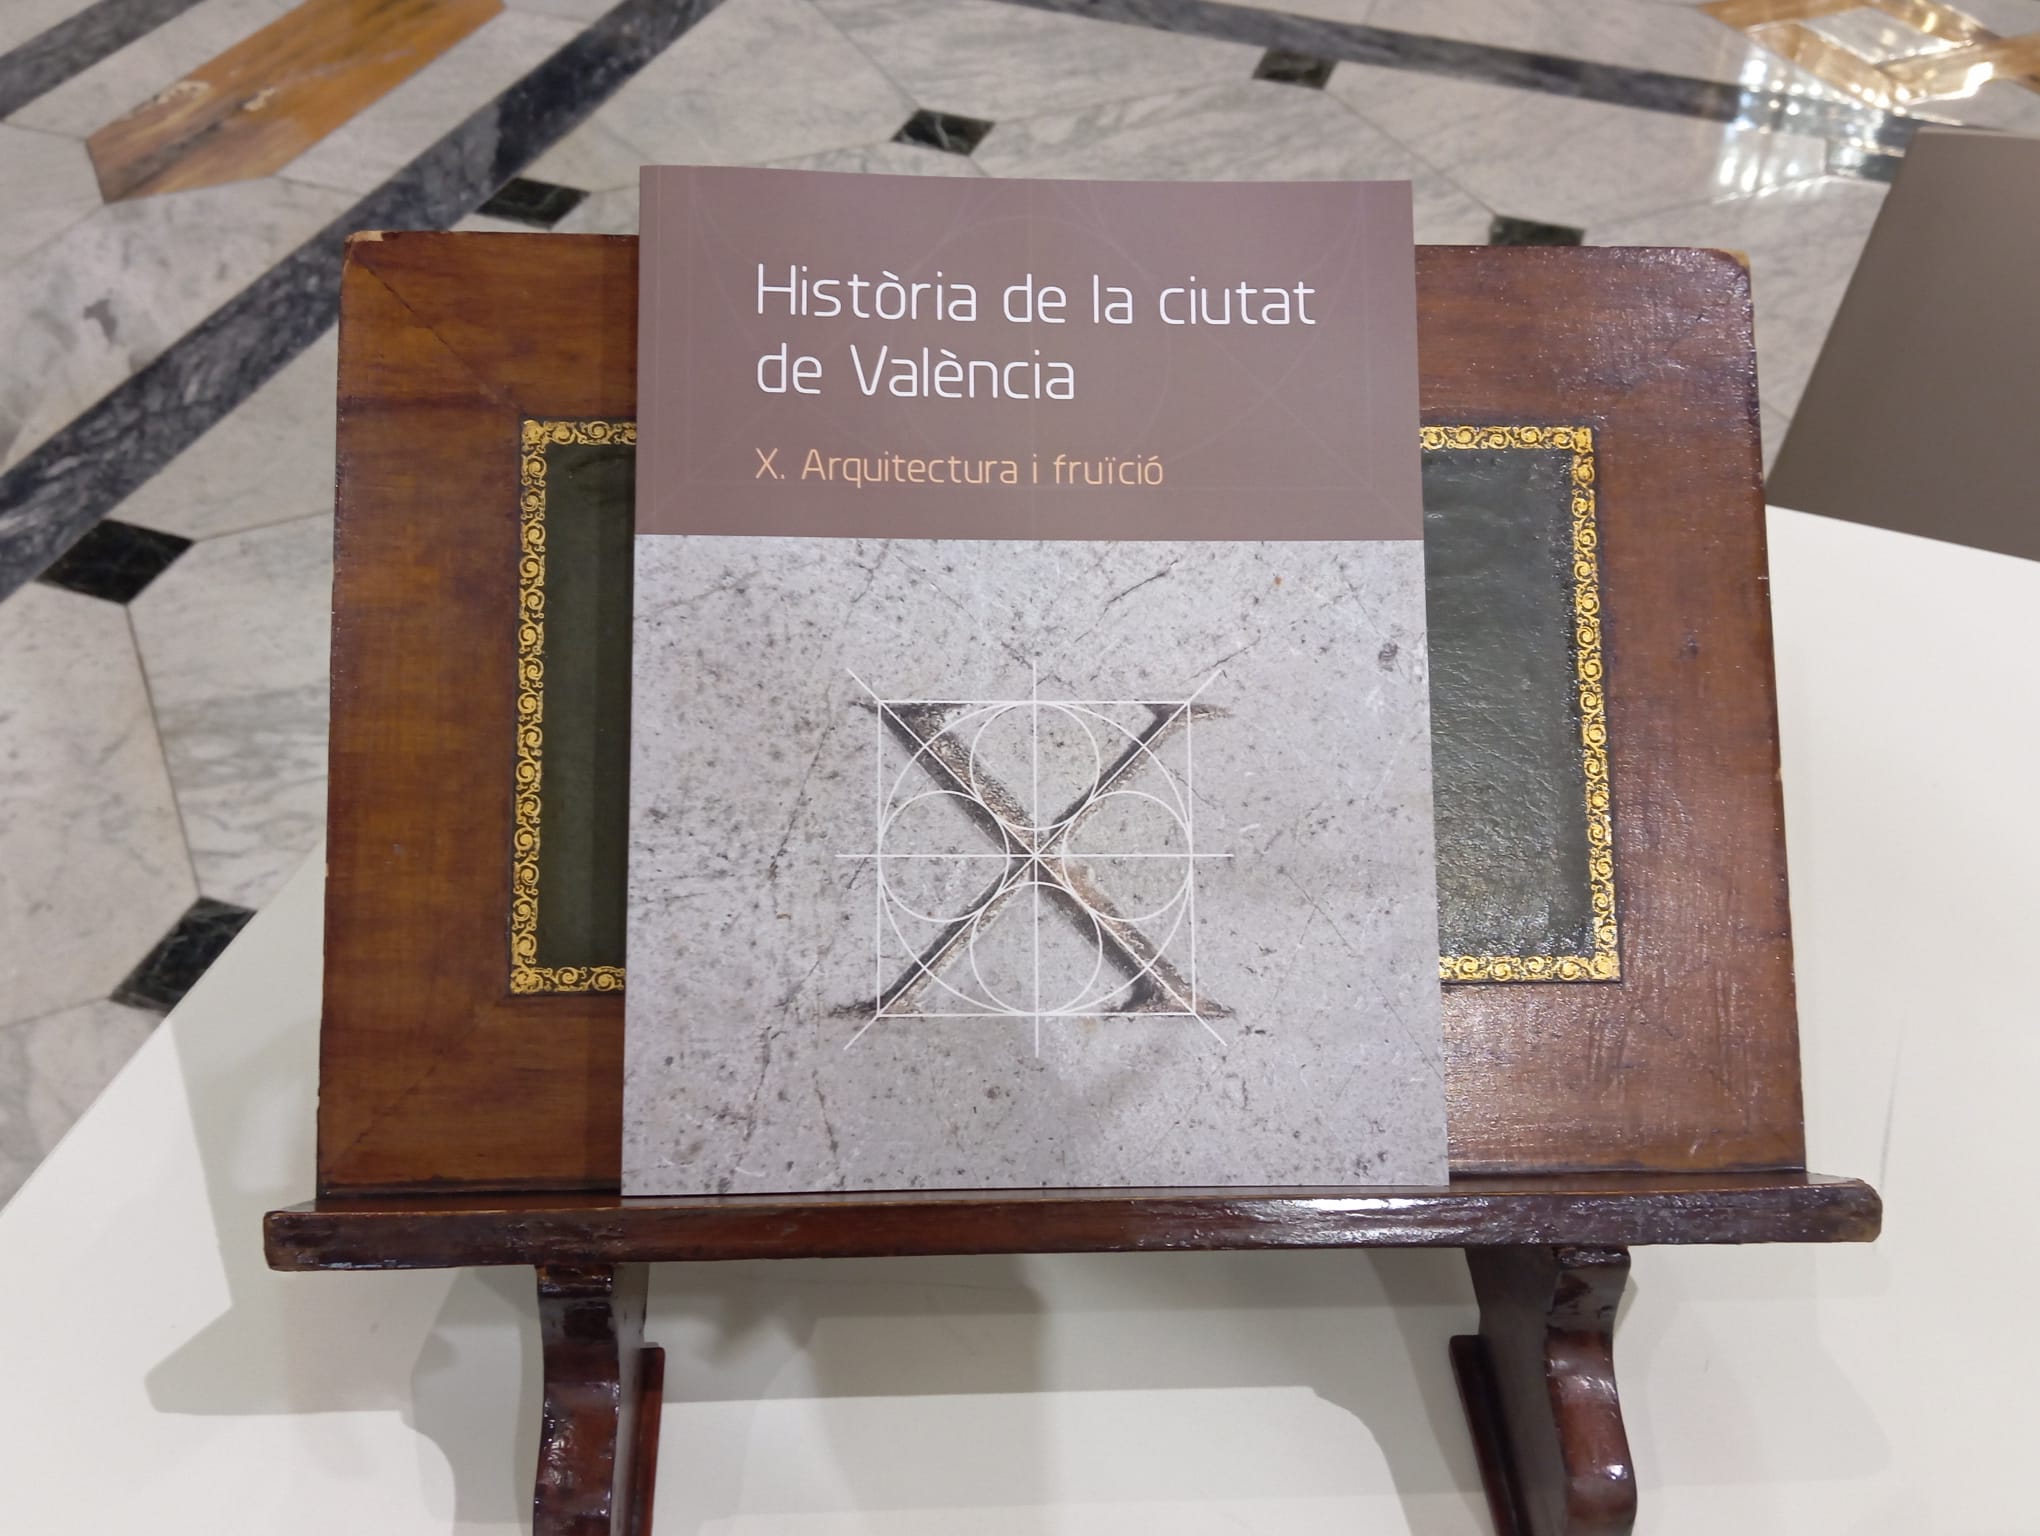 Història de la ciutat
de València
X. Arquitectura i fruïció
X